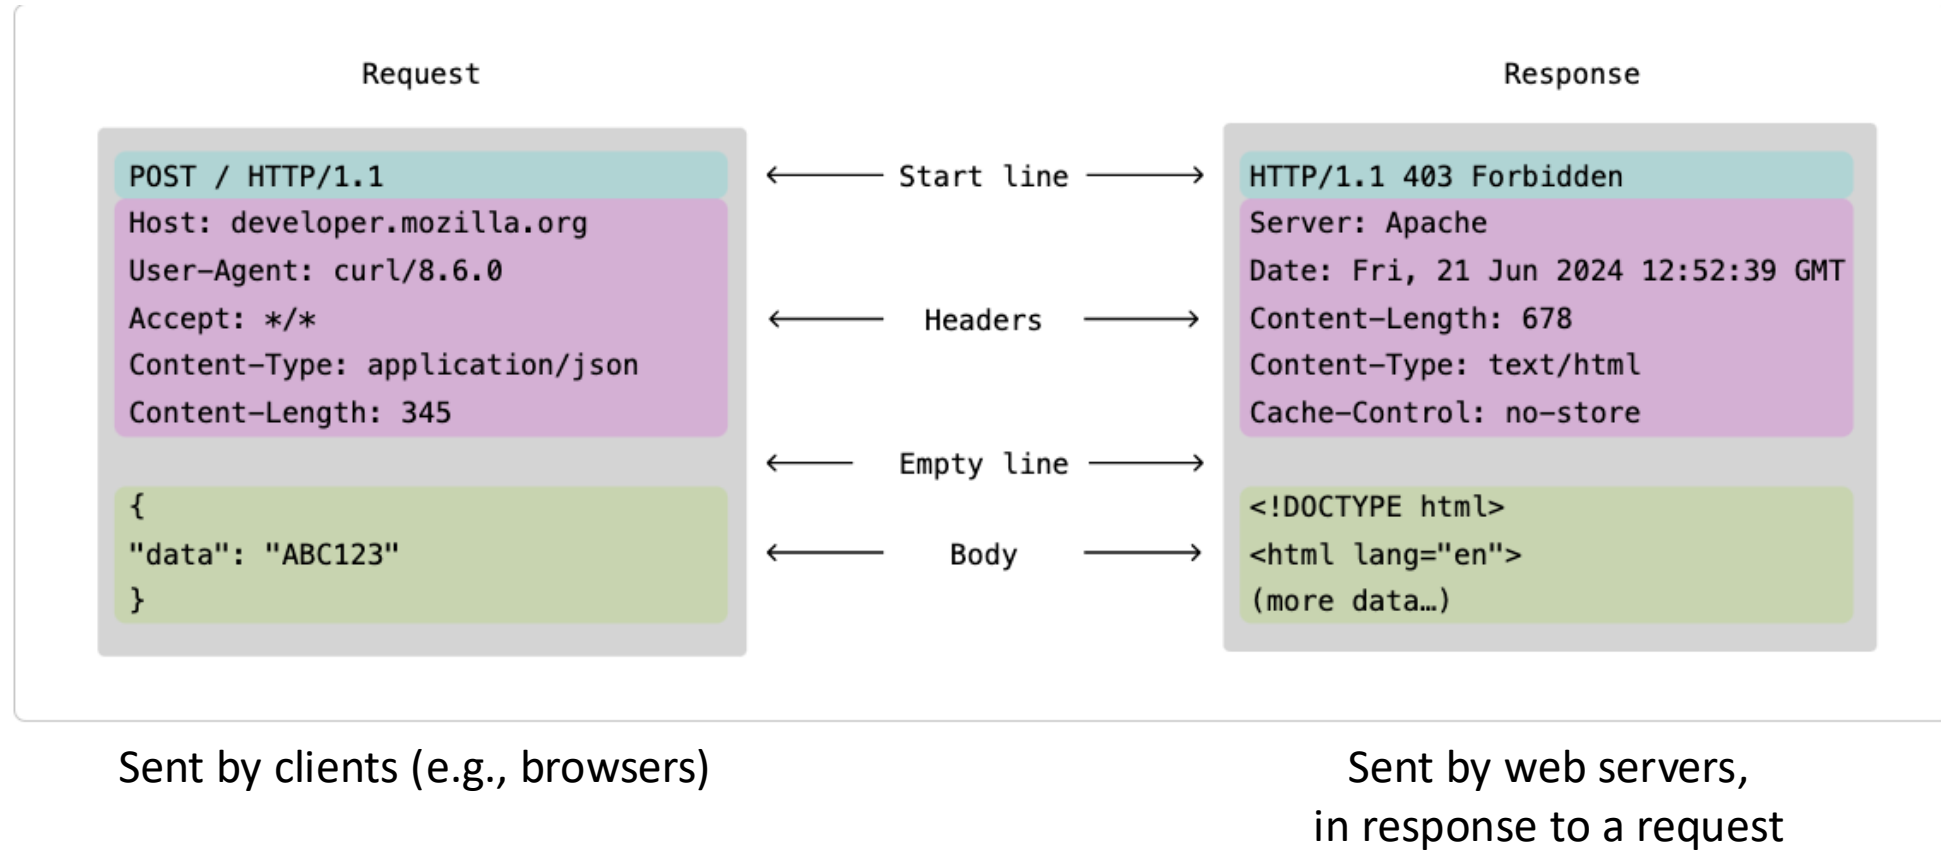 Request
POST / HTTP/1.1
Host: developer.mozilla.org
User-Agent: curl/8.6.0
Accept: */*
Content-Type: application/json
Content-Length: 345
{
"data": "ABC123"
}
Start line
Headers
Empty line
Body
Response
HTTP/1.1 403 Forbidden
Server: Apache
Date: Fri, 21 Jun 2024 12:52:39 GMT
Content-Length: 678
Content-Type: text/html
Cache-Control: no-store
<!DOCTYPE html>
<html lang="en">
(more data…)
Sent by clients (e.g., browsers)
Sent by web servers,
in response to a request